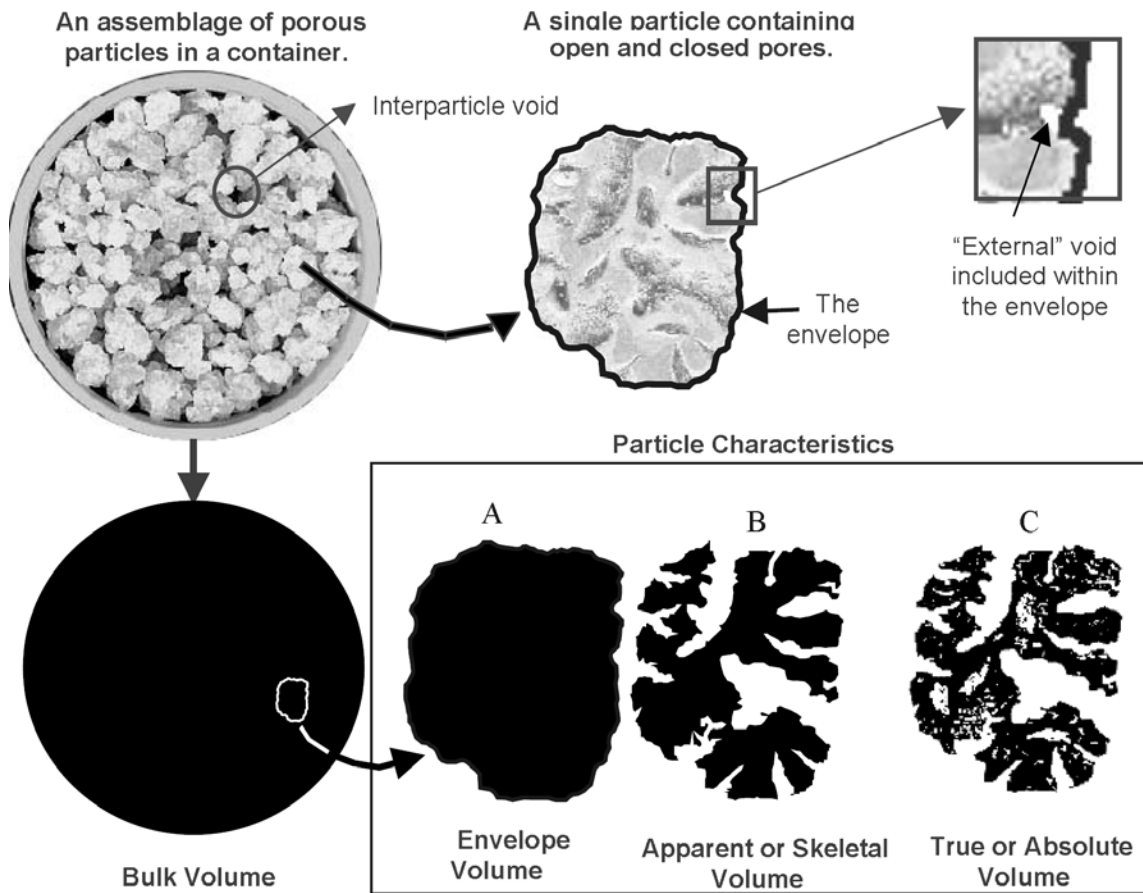 An assemblage of porous
particles in a container.
A single particle containing
open and closed pores.
Interparticle void
"External" void
included within
the envelope
The
envelope
Particle Characteristics
A
B
C
Envelope
Volume
Apparent or Skeletal
Volume
True or Absolute
Volume
Bulk Volume